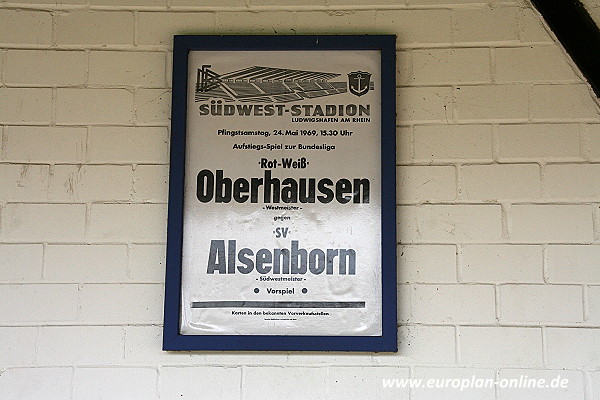 SÜDWEST-STADION
LUDWIGSHAFEN AM RHEIN
Pfingstsamstag, 24. Mai 1969, 15.30 Uhr
Aufstiegs-Spiel zur Bundesliga
·Rot-Weiß·
Oberhausen
- Westmeister -
gegen
·SV·
Alsenborn
- Südwestmeister -
● Vorspiel ●
Karten in den bekannten Vorverkaufsstellen
www.europlan-online.de